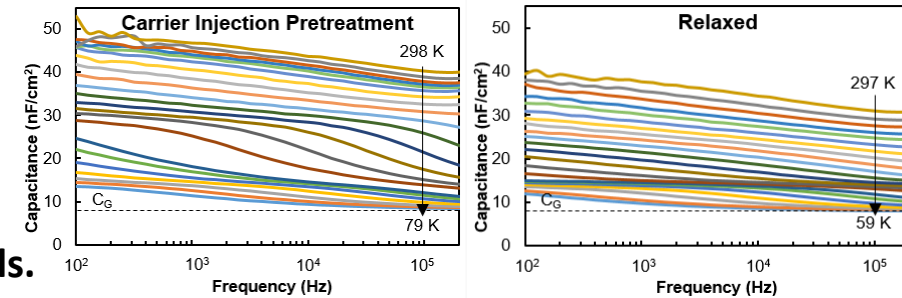 Carrier Injection Pretreatment
Capacitance (nF/cm²)
50
40
30
20
10
0
298 K
C_G
79 K
10² 10³ 10⁴ 10⁵
Frequency (Hz)
Relaxed
Capacitance (nF/cm²)
50
40
30
20
10
0
297 K
C_G
59 K
10² 10³ 10⁴ 10⁵
Frequency (Hz)
ls.